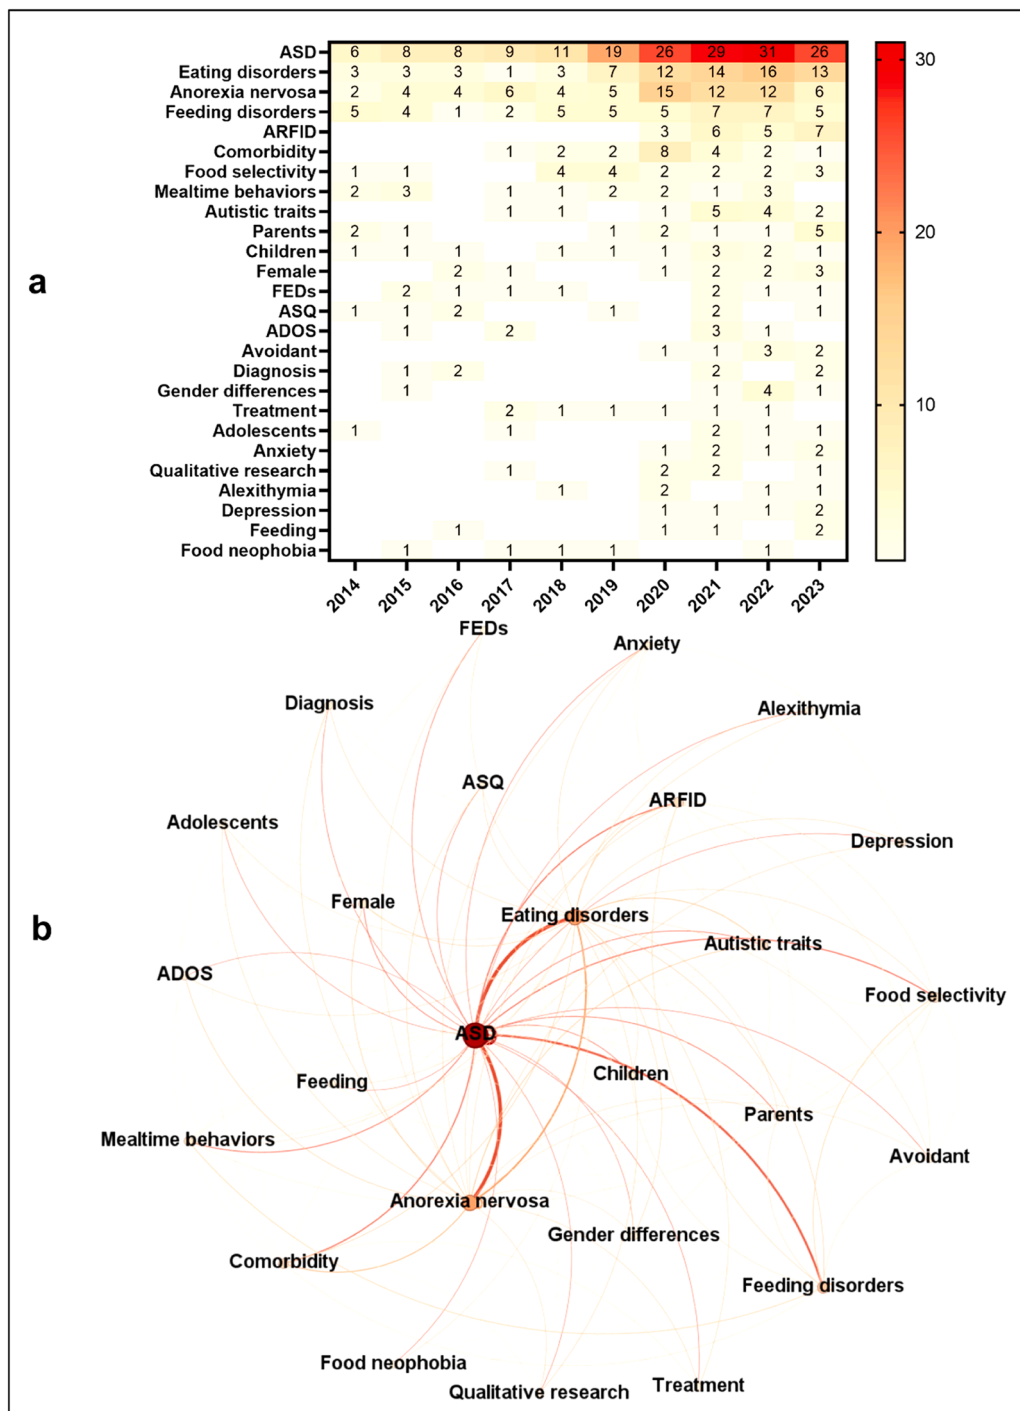 ASD 6 8 8 9 11 19 26 29 31 26
Eating disorders 3 3 3 1 3 7 12 14 16 13
Anorexia nervosa 2 4 4 6 4 5 15 12 12 6
Feeding disorders 5 4 1 2 5 5 5 7 7 5
ARFID 3 6 5 7
Comorbidity 1 2 2 8 4 2 1
Food selectivity 1 1 4 4 2 2 2 3
Mealtime behaviors 2 3 1 1 2 2 1 3
Autistic traits 1 1 1 5 4 2
Parents 2 1 1 2 1 1 5
Children 1 1 1 1 1 1 3 2 1
Female 2 1 1 2 2 3
FEDs 2 1 1 1 2 1 1
ASQ 1 1 2 1 2 1
ADOS 1 2 3 1
Avoidant 1 1 3 2
Diagnosis 1 2 2 2
Gender differences 1 1 4 1
Treatment 2 1 1 1 1 1
Adolescents 1 1 2 1 1
Anxiety 1 2 1 2
Qualitative research 1 2 2 1
Alexithymia 1 2 1 1
Depression 1 1 1 2
Feeding 1 1 1 2
Food neophobia 1 1 1 1 1
2014 2015 2016 2017 2018 2019 2020 2021 2022 2023
30
20
10
a
FEDs
Anxiety
Diagnosis
Alexithymia
ASQ
ARFID
Adolescents
Depression
Female
Eating disorders
b
Autistic traits
ADOS
Food selectivity
ASD
Children
Feeding
Parents
Mealtime behaviors
Avoidant
Anorexia nervosa
Gender differences
Comorbidity
Feeding disorders
Food neophobia
Treatment
Qualitative research